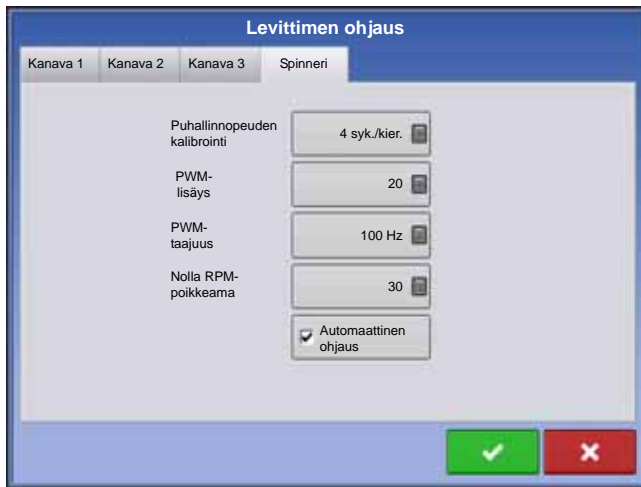 Levittimen ohjaus
Kanava 1
Kanava 2
Kanava 3
Spinneri
Puhallinnopeuden
kalibrointi
4 syk./kier.
PWM-
lisäys
20
PWM-
taajuus
100 Hz
Nolla RPM-
poikkeama
30
Automaattinen
ohjaus